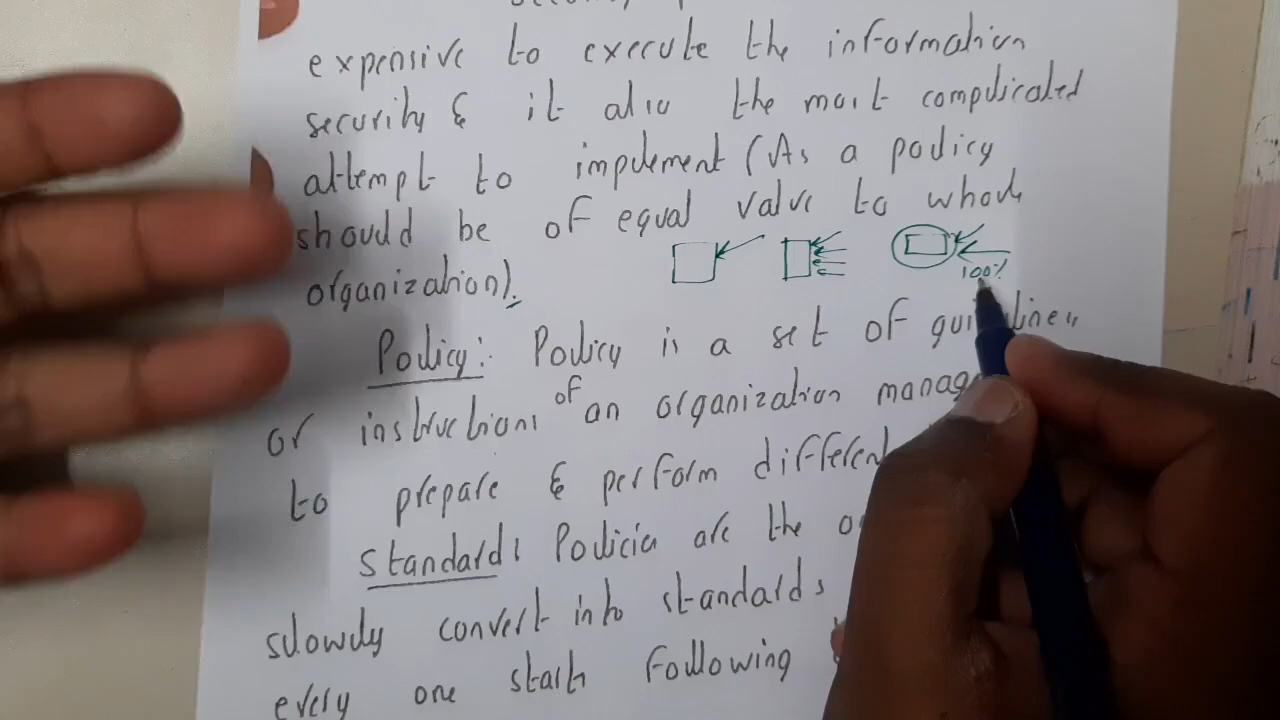 expensive to execute the information
security & it also the most complicated
attempt to implement (As a policy
should be of equal value to whole
organization).
100%
Policy:- Policy is a set of guidelines
or instructions of an organization
to prepare & perform different
standard: Policies are the
slowly convert into standards
every one start following